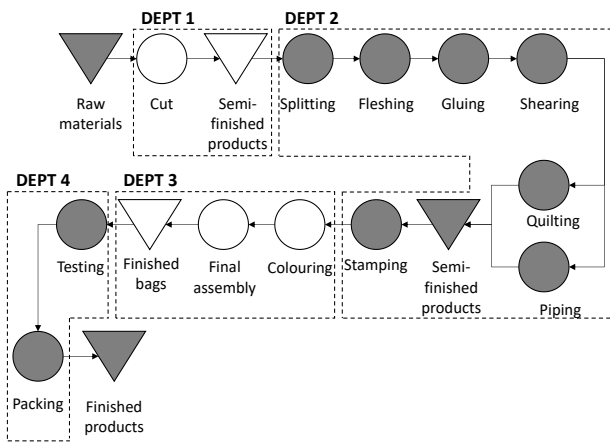 DEPT 1
DEPT 2
Raw
materials
Cut
Semi-
finished
products
Splitting
Fleshing
Gluing
Shearing
DEPT 4
DEPT 3
Quilting
Testing
Finished
bags
Final
assembly
Colouring
Stamping
Semi-
finished
products
Piping
Packing
Finished
products